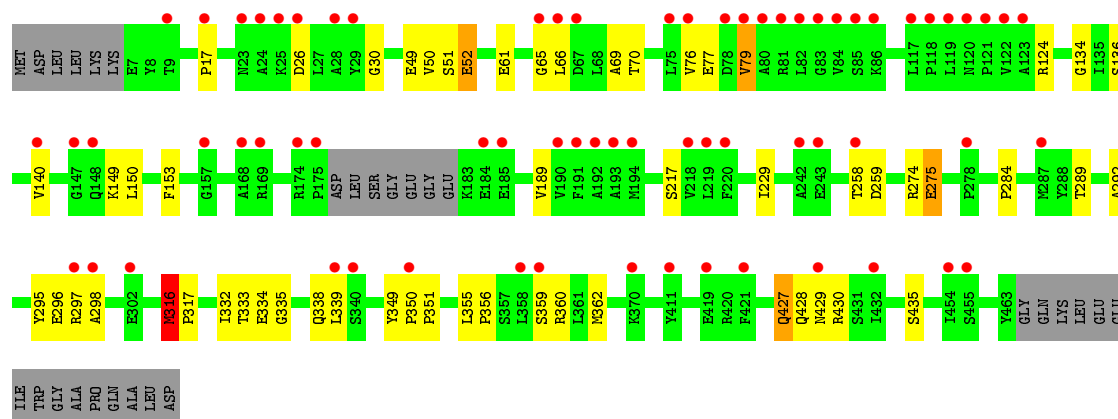 MET ASP LEU LEU LYS LYS E7 Y8 T9 P17 N23 A24 K25 D26 L27 A28 Y29 G30 E49 V50 S51 E52 E61 G65 L66 D67 L68 A69 T70 L75 V76 E77 D78 V79 A80 R81 L82 G83 V84 S85 K86 L117 P118 L119 N120 P121 V122 A123 R124 G134 I135 S136
V140 G147 Q148 K149 L150 F153 G157 A168 R169 R174 P175 ASP LEU SER GLY GLU GLY GLU K183 E184 E185 V189 V190 F191 A192 A193 M194 S217 V218 L219 F220 I229 A242 E243 T258 D259 R274 E275 P278 P284 M287 Y288 T289 A292
Y295 E296 R297 A298 E302 M316 P317 I332 T333 E334 G335 Q338 L339 S340 Y349 P350 P351 L355 P356 S357 L358 S359 R360 L361 M362 K370 Y411 E419 R420 F421 Q427 Q428 N429 R430 S431 I432 S435 I454 S455 Y463 GLY GLN LYS LEU GLU GLU
ILE TRP GLY ALA PRO GLN ALA LEU ASP